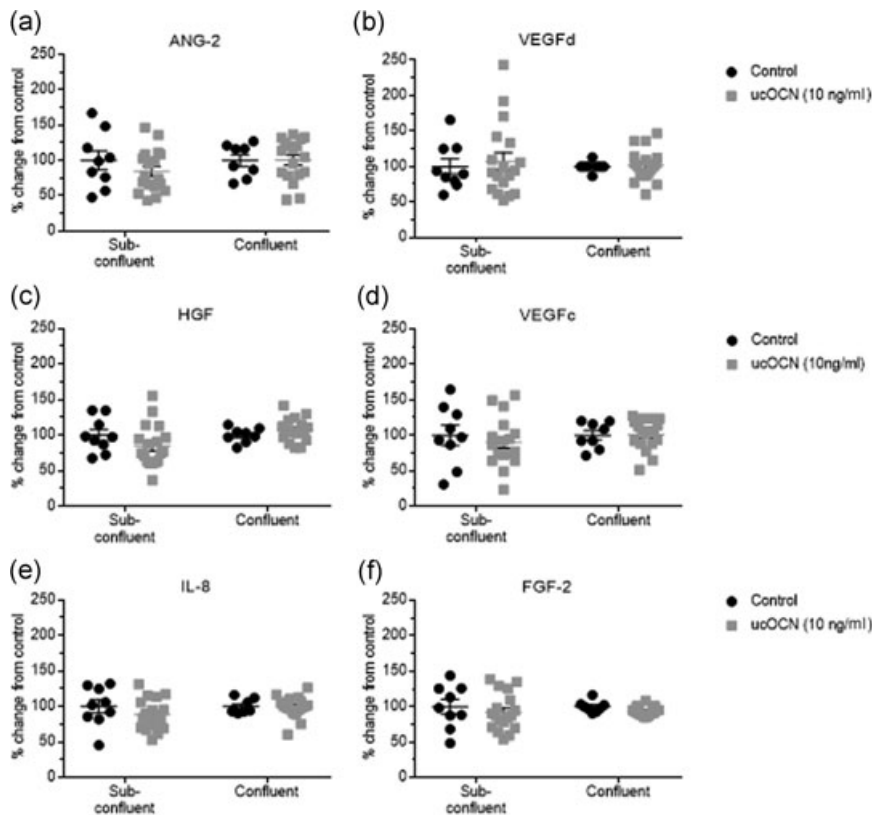 (a)
ANG-2
% change from control
250
200
150
100
50
0
Sub-
confluent
Confluent
(b)
VEGFd
% change from control
250
200
150
100
50
0
Sub-
confluent
Confluent
Control
ucOCN (10 ng/ml)
(c)
HGF
% change from control
250
200
150
100
50
0
Sub-
confluent
Confluent
(d)
VEGFc
% change from control
250
200
150
100
50
0
Sub-
confluent
Confluent
Control
ucOCN (10ng/ml)
(e)
IL-8
% change from control
250
200
150
100
50
0
Sub-
confluent
Confluent
(f)
FGF-2
% change from control
250
200
150
100
50
0
Sub-
confluent
Confluent
Control
ucOCN (10 ng/ml)